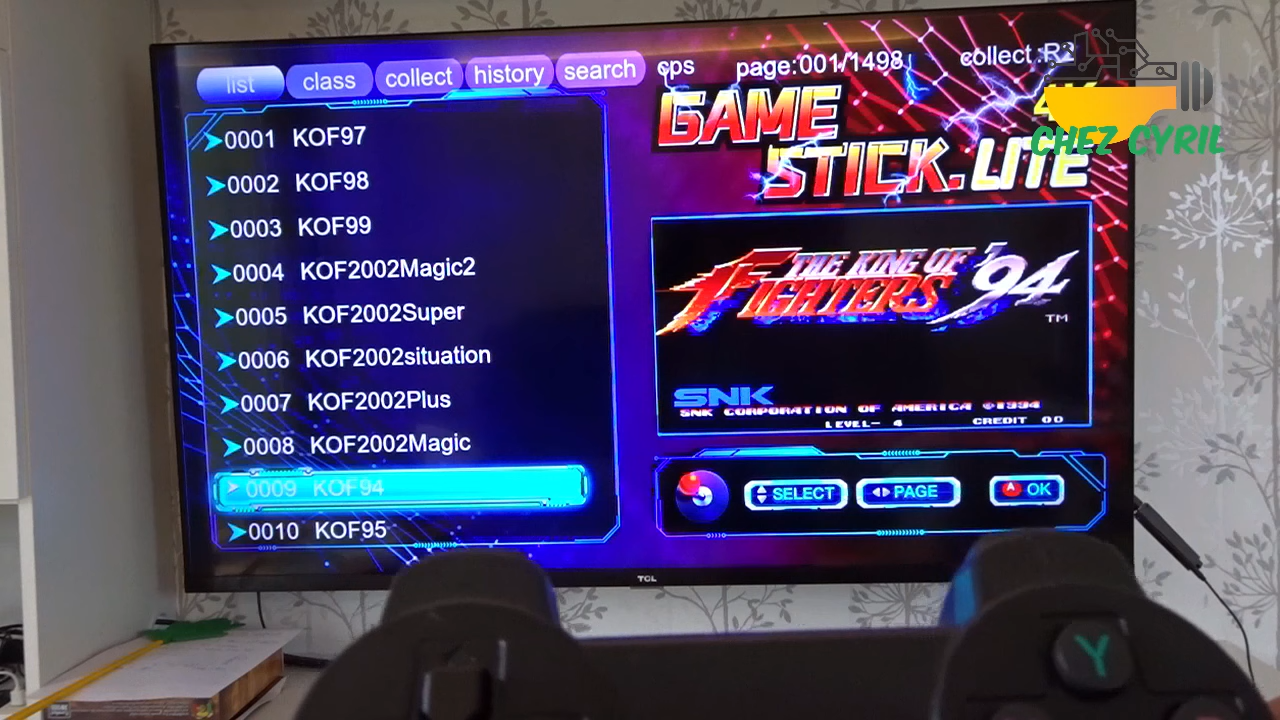 list class collect history search cps page:001/1498 collect :R2
0001 KOF97
0002 KOF98
0003 KOF99
0004 KOF2002Magic2
0005 KOF2002Super
0006 KOF2002situation
0007 KOF2002Plus
0008 KOF2002Magic
0009 KOF94
0010 KOF95
4K
GAME
STICK.LITE
CHEZ CYRIL
THE KING OF
FIGHTERS '94
TM
SNK
SNK CORPORATION OF AMERICA ©1994
LEVEL- 4 CREDIT 00
SELECT PAGE A OK
TCL
Y